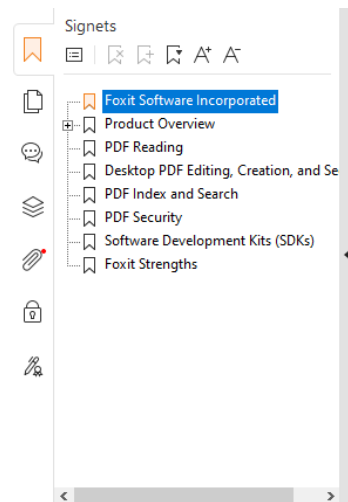 Signets
A+ A-
Foxit Software Incorporated
Product Overview
PDF Reading
Desktop PDF Editing, Creation, and Se
PDF Index and Search
PDF Security
Software Development Kits (SDKs)
Foxit Strengths